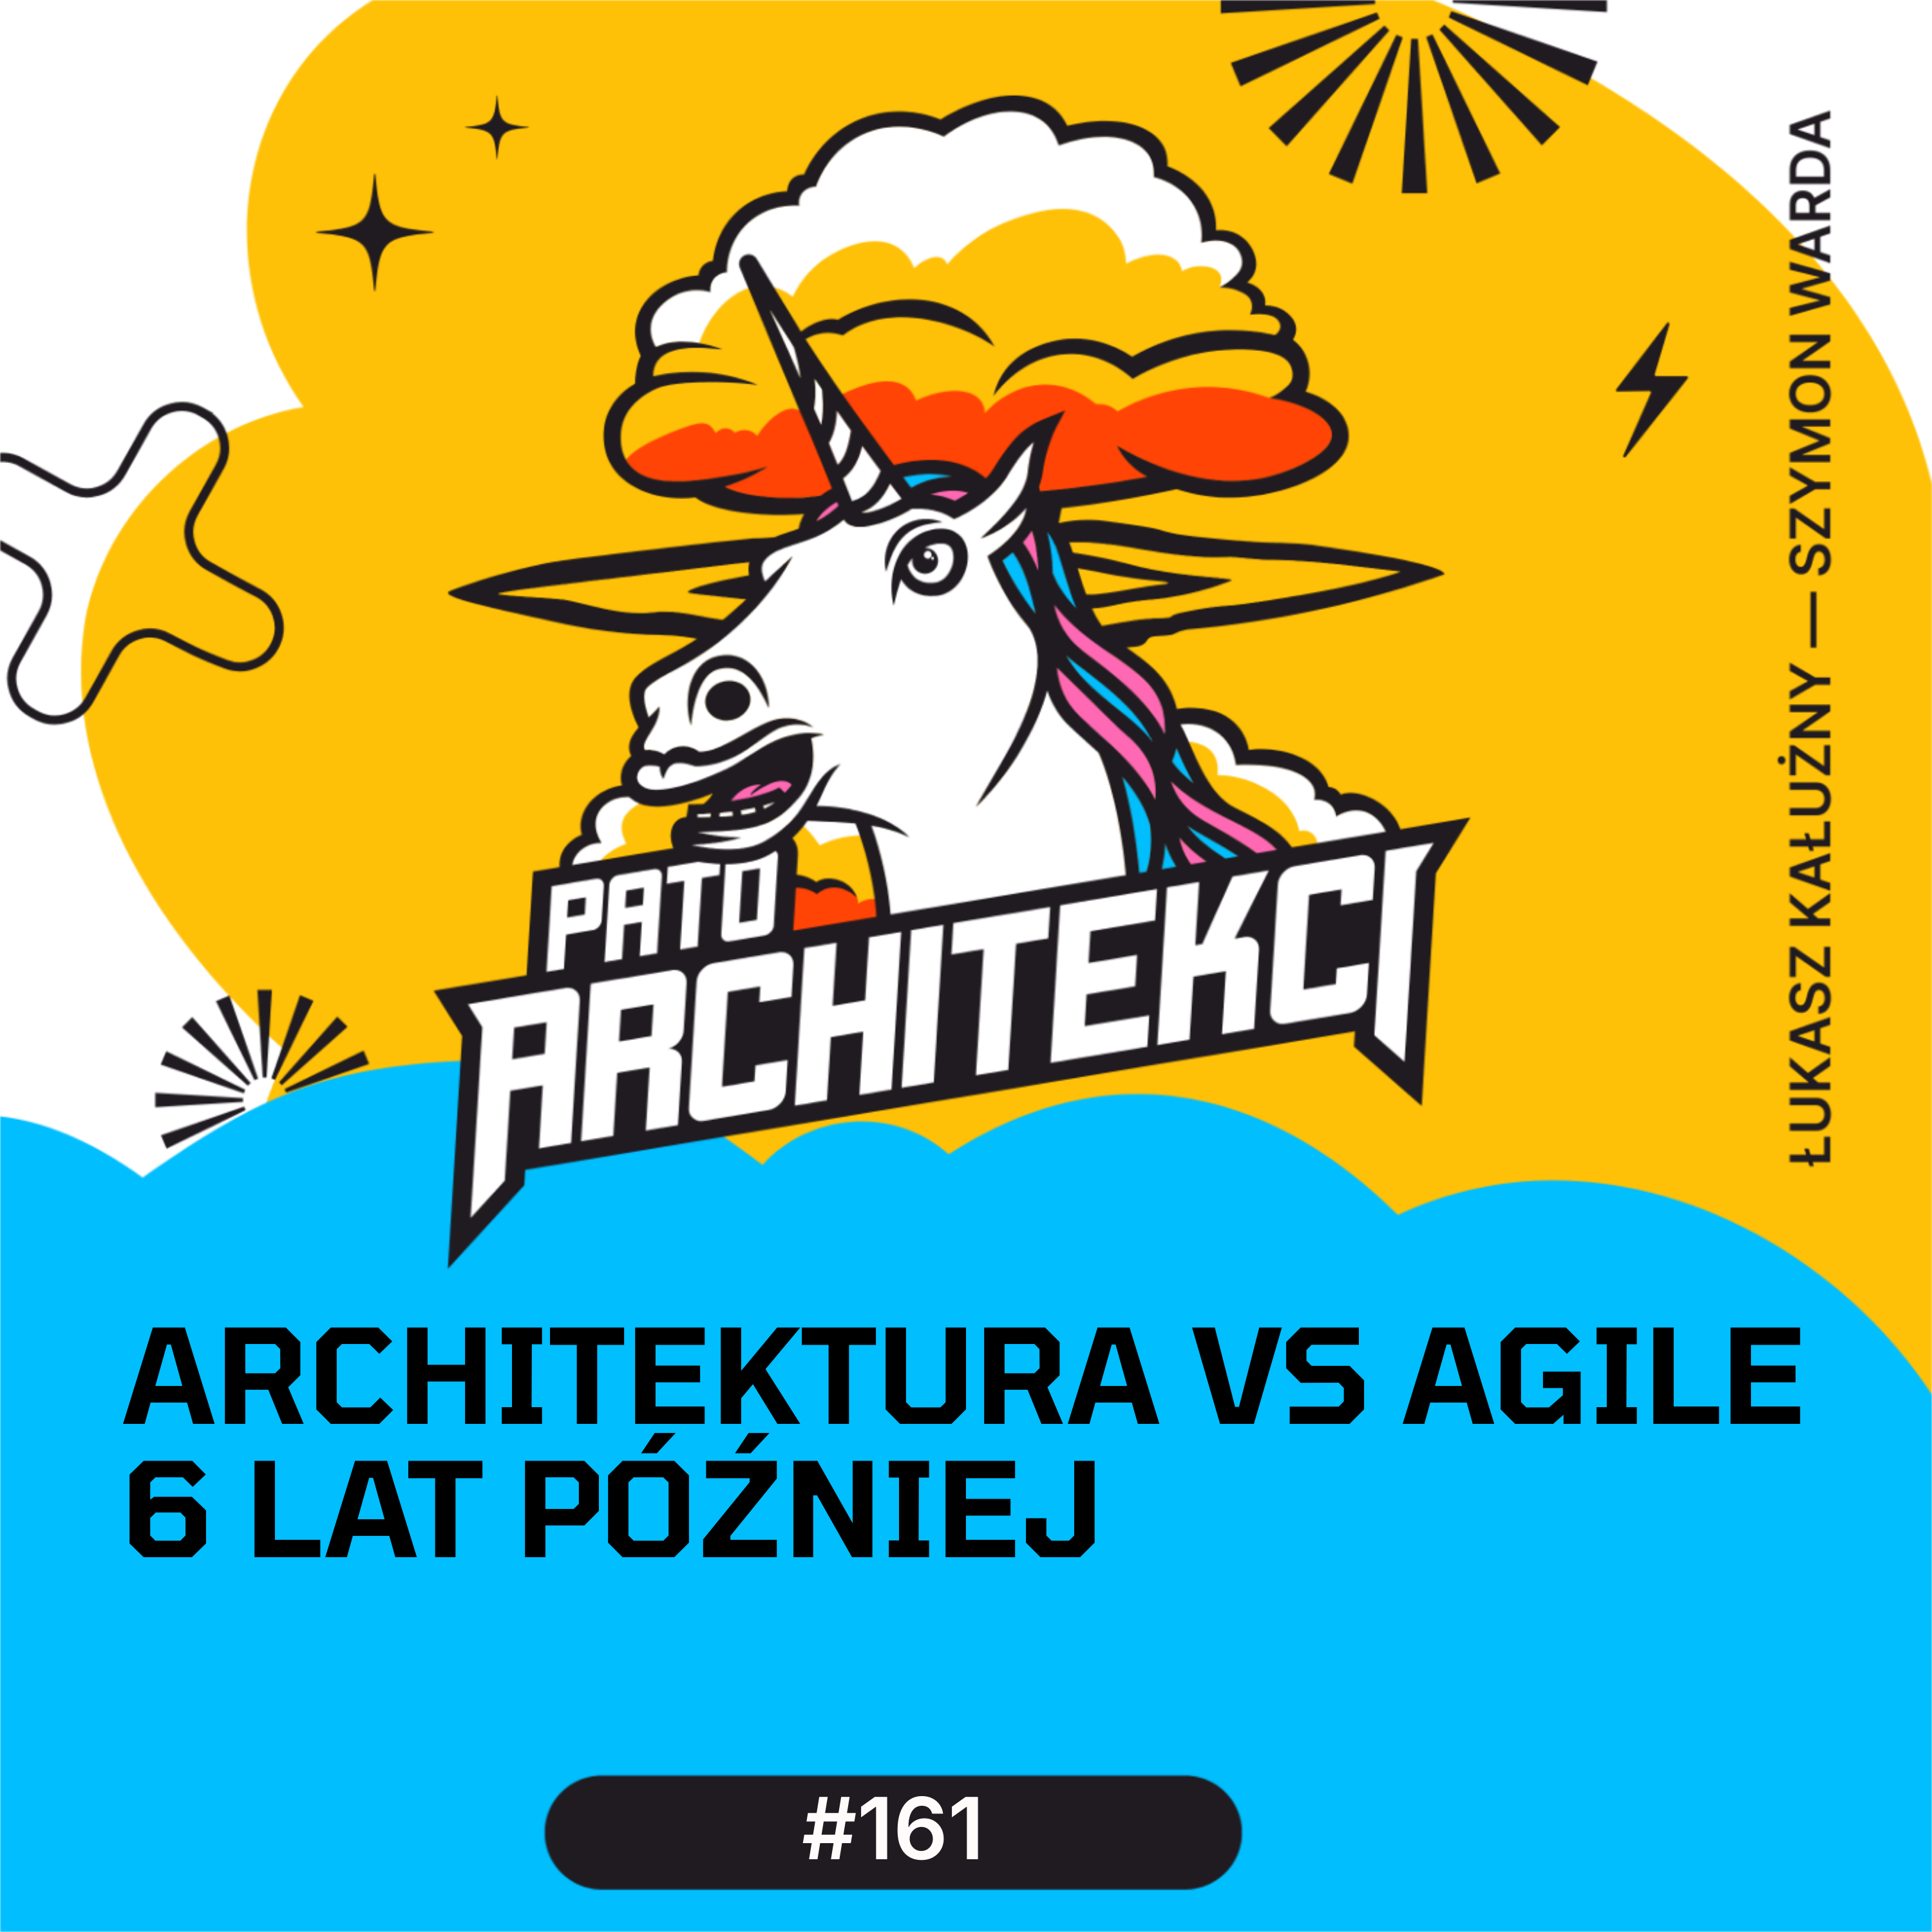 PATO
ARCHITEKCI
ŁUKASZ KAŁUŻNY — SZYMON WARDA
ARCHITEKTURA VS AGILE
6 LAT PÓŹNIEJ
#161